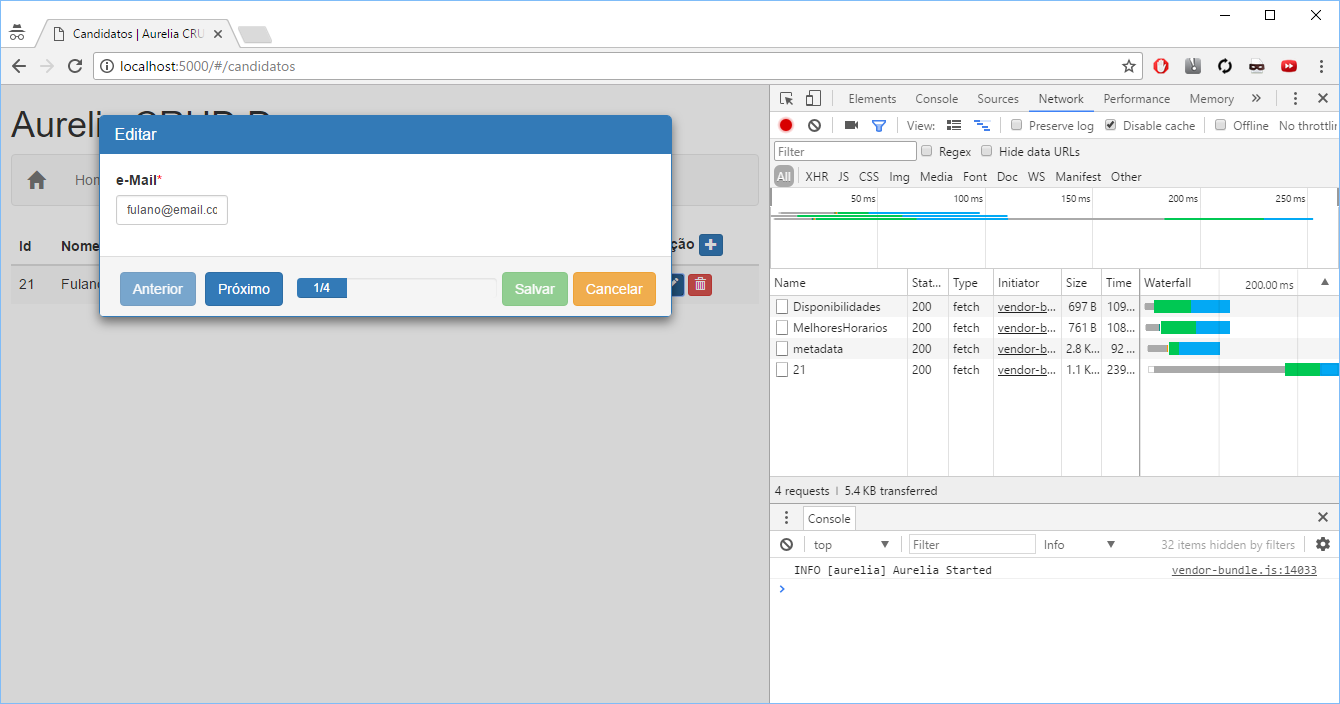 Candidatos | Aurelia CRU
localhost:5000/#/candidatos
Aurelia CRUD D
Editar
Hom
e-Mail*
fulano@email.co
Id Nome ção
21 Fulano
Anterior Próximo 1/4 Salvar Cancelar
Elements Console Sources Network Performance Memory
View: Preserve log Disable cache Offline No throttlin
Filter Regex Hide data URLs
All XHR JS CSS Img Media Font Doc WS Manifest Other
50 ms 100 ms 150 ms 200 ms 250 ms
Name Stat... Type Initiator Size Time Waterfall 200.00 ms
Disponibilidades 200 fetch vendor-b... 697 B 109...
MelhoresHorarios 200 fetch vendor-b... 761 B 108...
metadata 200 fetch vendor-b... 2.8 K... 92 ...
21 200 fetch vendor-b... 1.1 K... 239...
4 requests | 5.4 KB transferred
Console
top Filter Info 32 items hidden by filters
INFO [aurelia] Aurelia Started vendor-bundle.js:14033